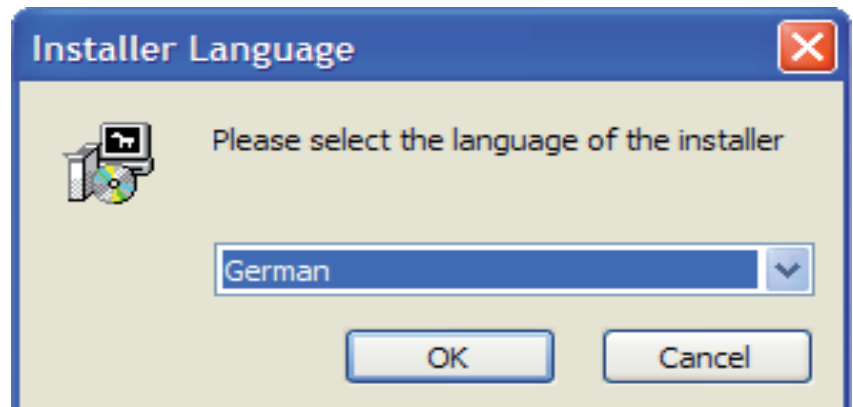 Installer Language
Please select the language of the installer
German
OK
Cancel